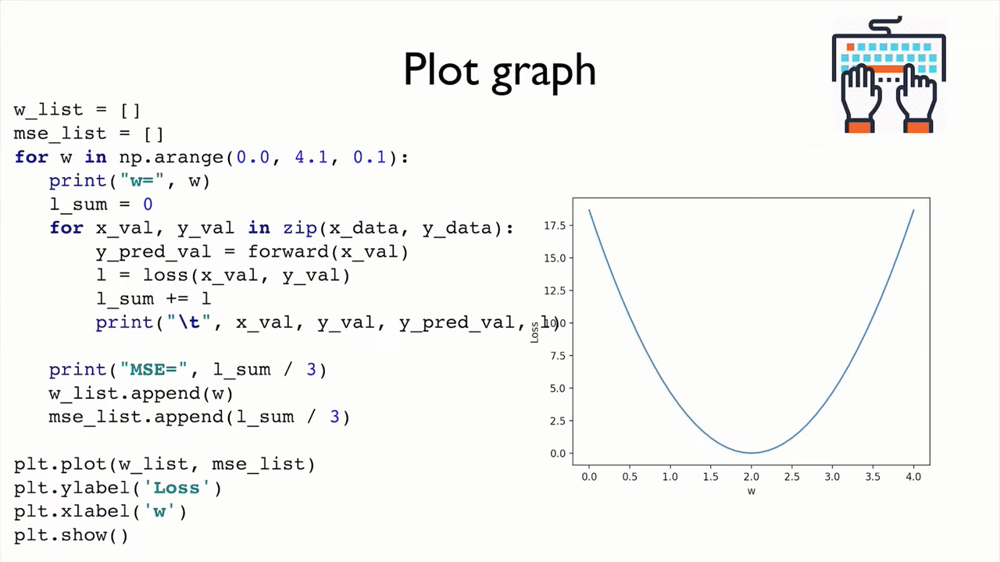 Plot graph
w_list = []
mse_list = []
for w in np.arange(0.0, 4.1, 0.1):
    print("w=", w)
    l_sum = 0
    for x_val, y_val in zip(x_data, y_data):
        y_pred_val = forward(x_val)
        l = loss(x_val, y_val)
        l_sum += l
        print("\t", x_val, y_val, y_pred_val, l)
    print("MSE=", l_sum / 3)
    w_list.append(w)
    mse_list.append(l_sum / 3)
plt.plot(w_list, mse_list)
plt.ylabel('Loss')
plt.xlabel('w')
plt.show()
17.5
15.0
12.5
10.0
7.5
5.0
2.5
0.0
Loss
0.0 0.5 1.0 1.5 2.0 2.5 3.0 3.5 4.0
w